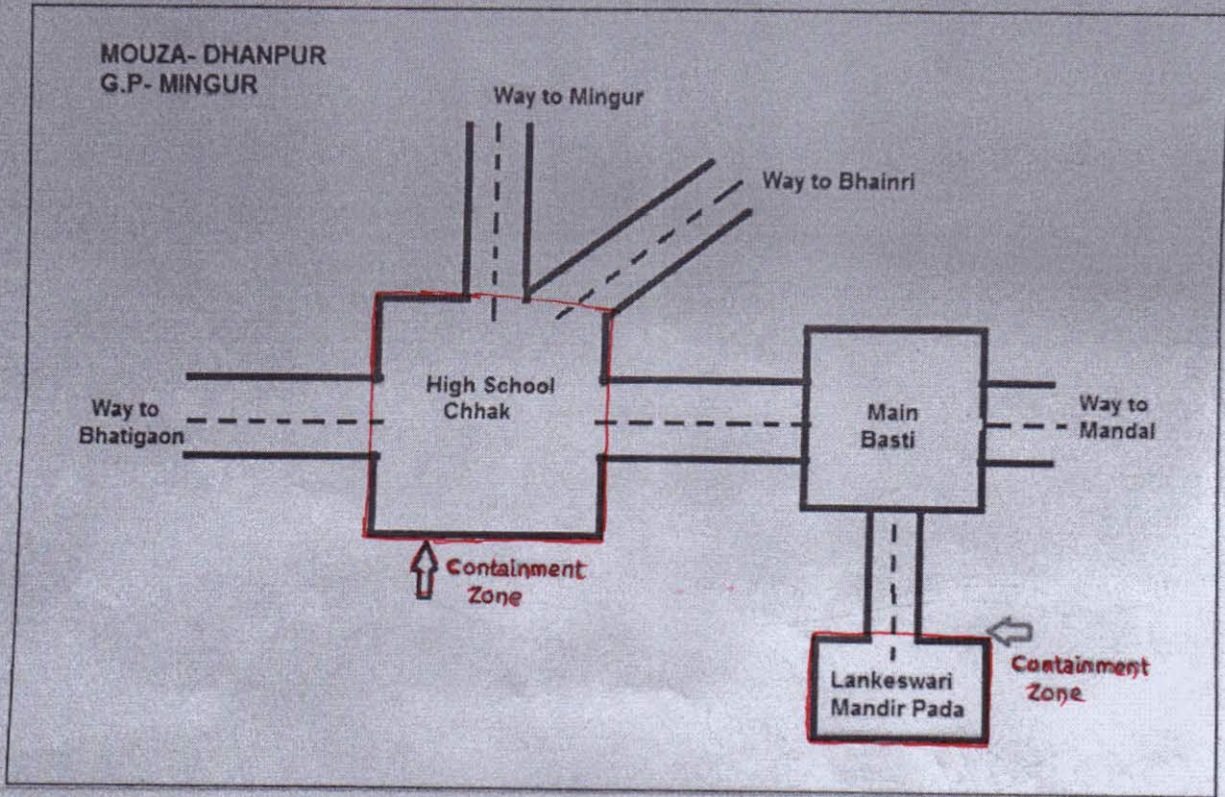 MOUZA- DHANPUR
G.P- MINGUR
Way to Mingur
Way to Bhainri
High School
Chhak
Way to
Bhatigaon
Main
Basti
Way to
Mandal
Containment
Zone
Containment
Zone
Lankeswari
Mandir Pada